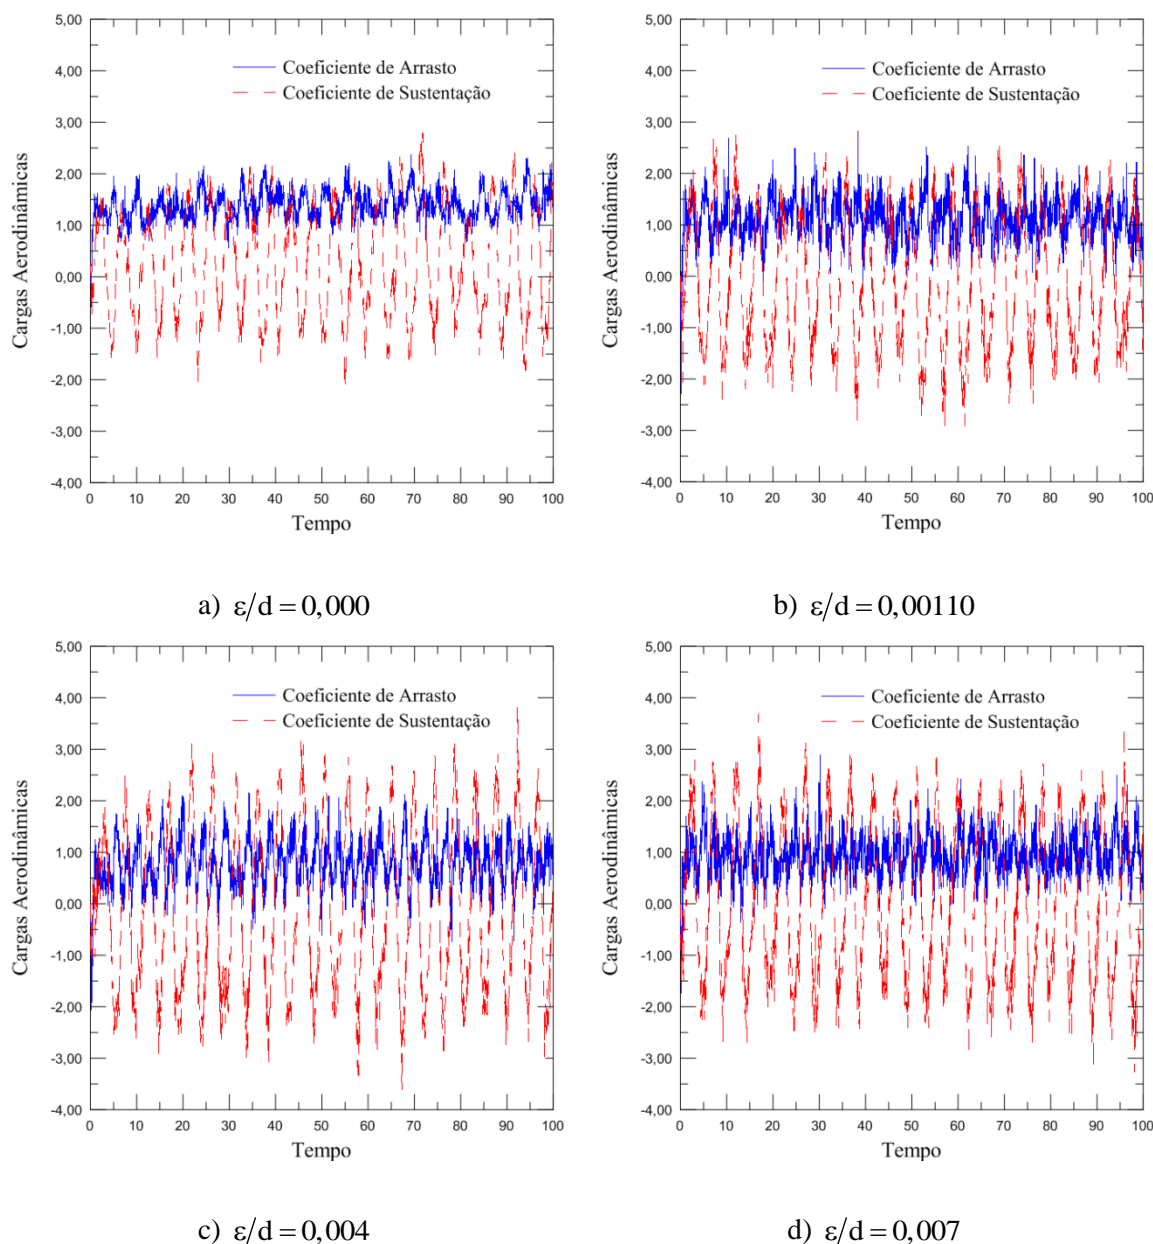 5,00
4,00
3,00
2,00
1,00
0,00
-1,00
-2,00
-3,00
-4,00
Cargas Aerodinâmicas
Coeficiente de Arrasto
Coeficiente de Sustentação
0 10 20 30 40 50 60 70 80 90 100
Tempo
a) ε/d = 0,000
5,00
4,00
3,00
2,00
1,00
0,00
-1,00
-2,00
-3,00
-4,00
Cargas Aerodinâmicas
Coeficiente de Arrasto
Coeficiente de Sustentação
0 10 20 30 40 50 60 70 80 90 100
Tempo
b) ε/d = 0,00110
5,00
4,00
3,00
2,00
1,00
0,00
-1,00
-2,00
-3,00
-4,00
Cargas Aerodinâmicas
Coeficiente de Arrasto
Coeficiente de Sustentação
0 10 20 30 40 50 60 70 80 90 100
Tempo
c) ε/d = 0,004
5,00
4,00
3,00
2,00
1,00
0,00
-1,00
-2,00
-3,00
-4,00
Cargas Aerodinâmicas
Coeficiente de Arrasto
Coeficiente de Sustentação
0 10 20 30 40 50 60 70 80 90 100
Tempo
d) ε/d = 0,007